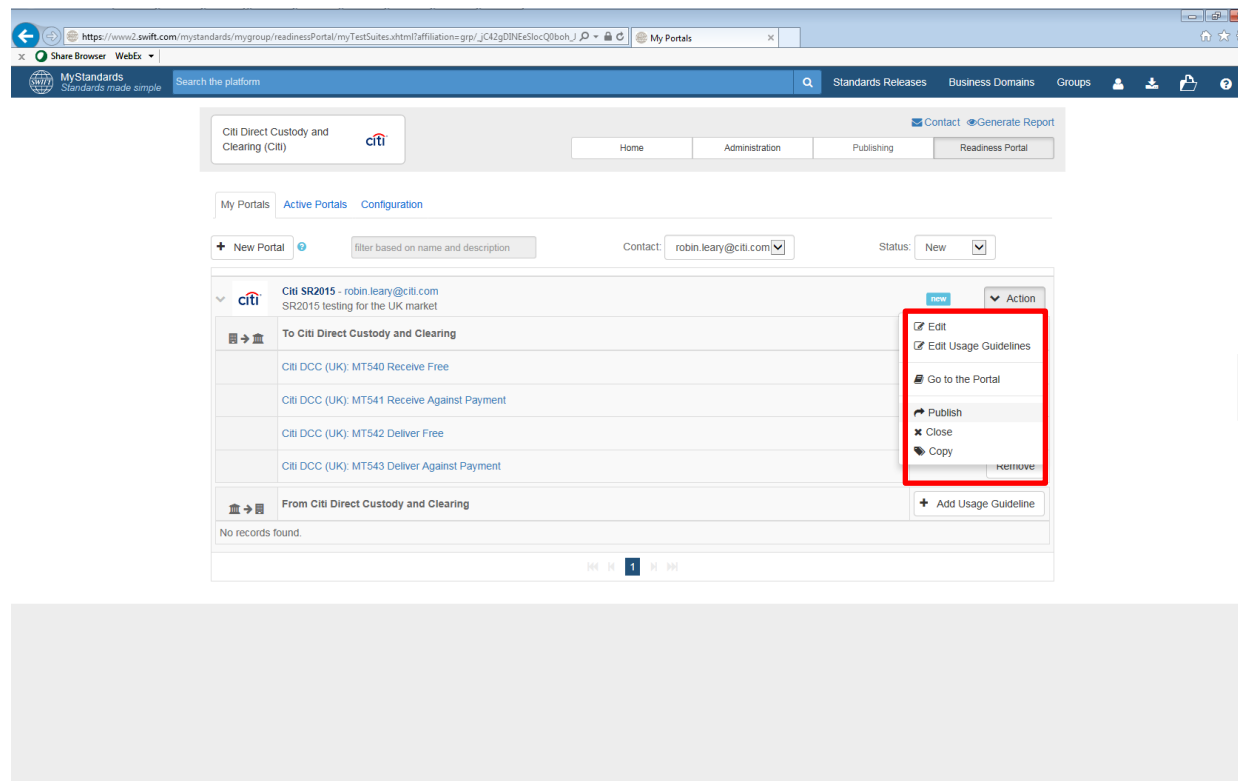 https://www2.swift.com/mystandards/mygroup/readinessPortal/myTestSuites.xhtml?affiliation=grp/_jC42gDINEeSlocQ0boh_J
My Portals
x Share Browser WebEx
SWIFT
MyStandards
Standards made simple
Search the platform
Standards Releases Business Domains Groups
Citi Direct Custody and
Clearing (Citi)
citi
Contact Generate Report
Home Administration Publishing Readiness Portal
My Portals Active Portals Configuration
+ New Portal ? filter based on name and description Contact: robin.leary@citi.com Status: New
citi
Citi SR2015 - robin.leary@citi.com
SR2015 testing for the UK market
new
Action
Edit
Edit Usage Guidelines
Go to the Portal
Publish
Close
Copy
Remove
To Citi Direct Custody and Clearing
Citi DCC (UK): MT540 Receive Free
Citi DCC (UK): MT541 Receive Against Payment
Citi DCC (UK): MT542 Deliver Free
Citi DCC (UK): MT543 Deliver Against Payment
From Citi Direct Custody and Clearing
+ Add Usage Guideline
No records found.
1